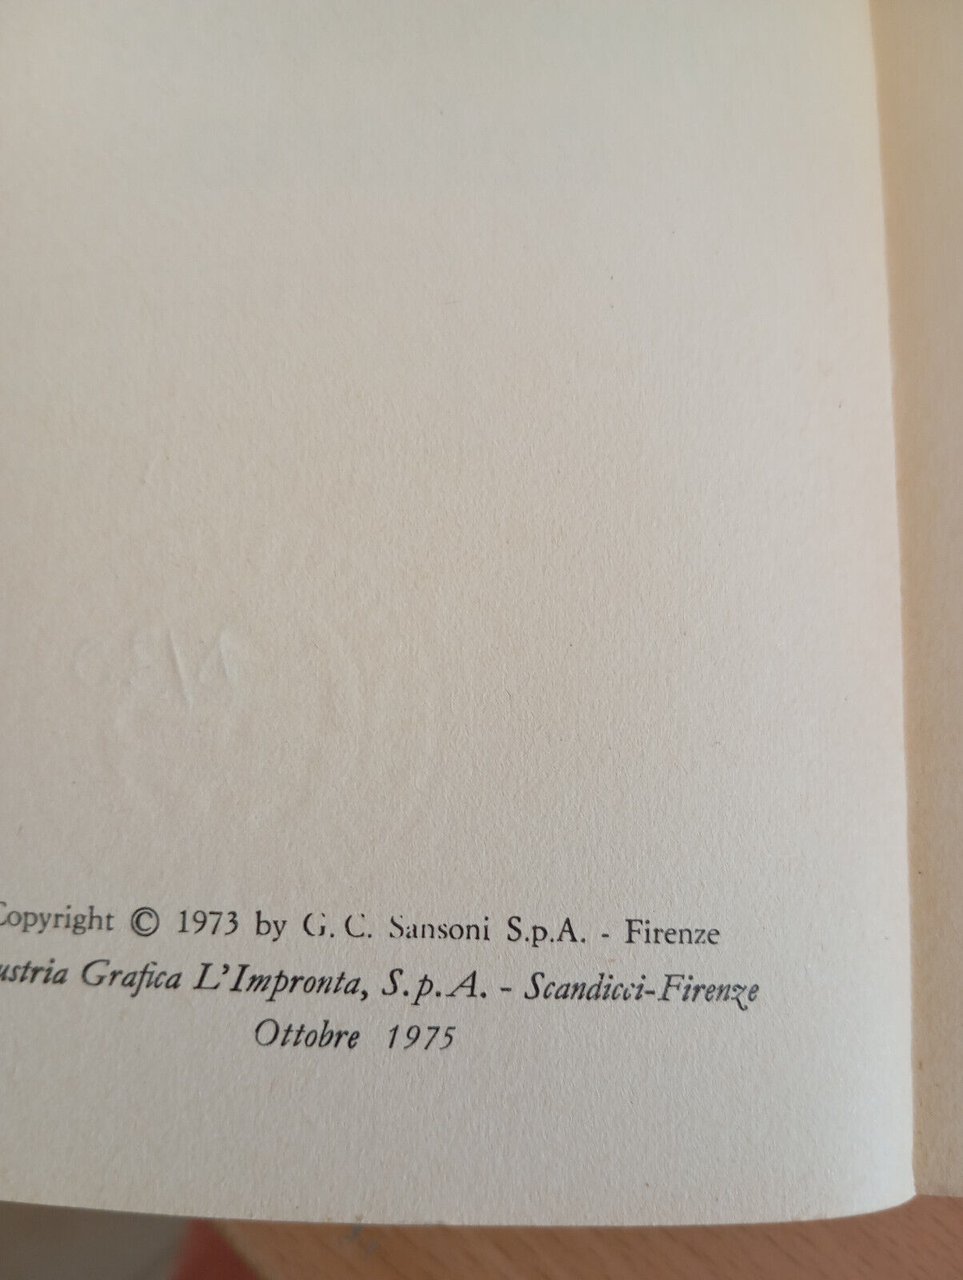 Copyright © 1973 by G. C. Sansoni S.p.A. - Firenze
ustria Grafica L'Impronta, S.p.A. - Scandicci-Firenze
Ottobre 1975